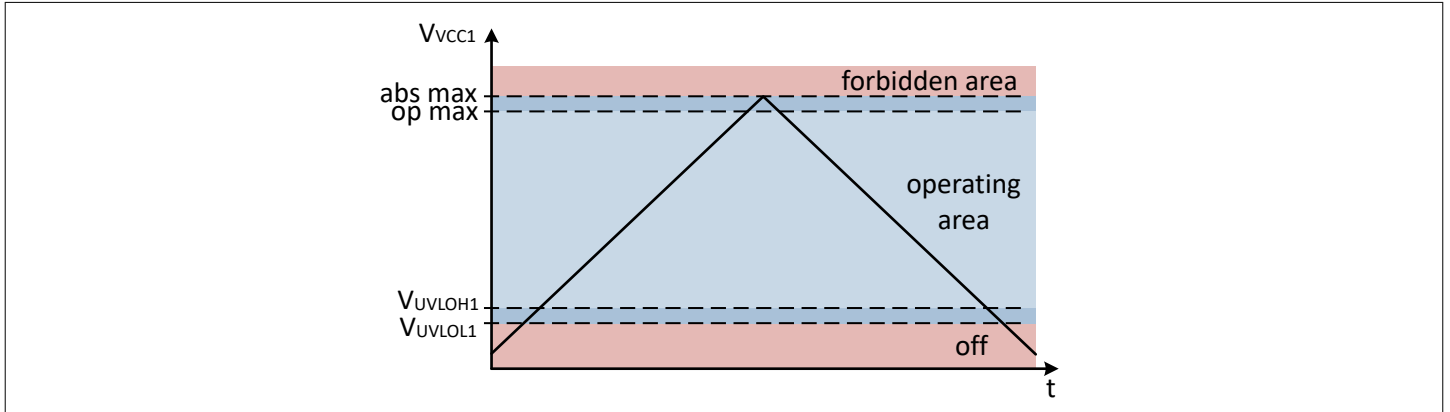 VVCC1
forbidden area
abs max
op max
operating
area
VUVLOH1
VUVLOL1
off
t